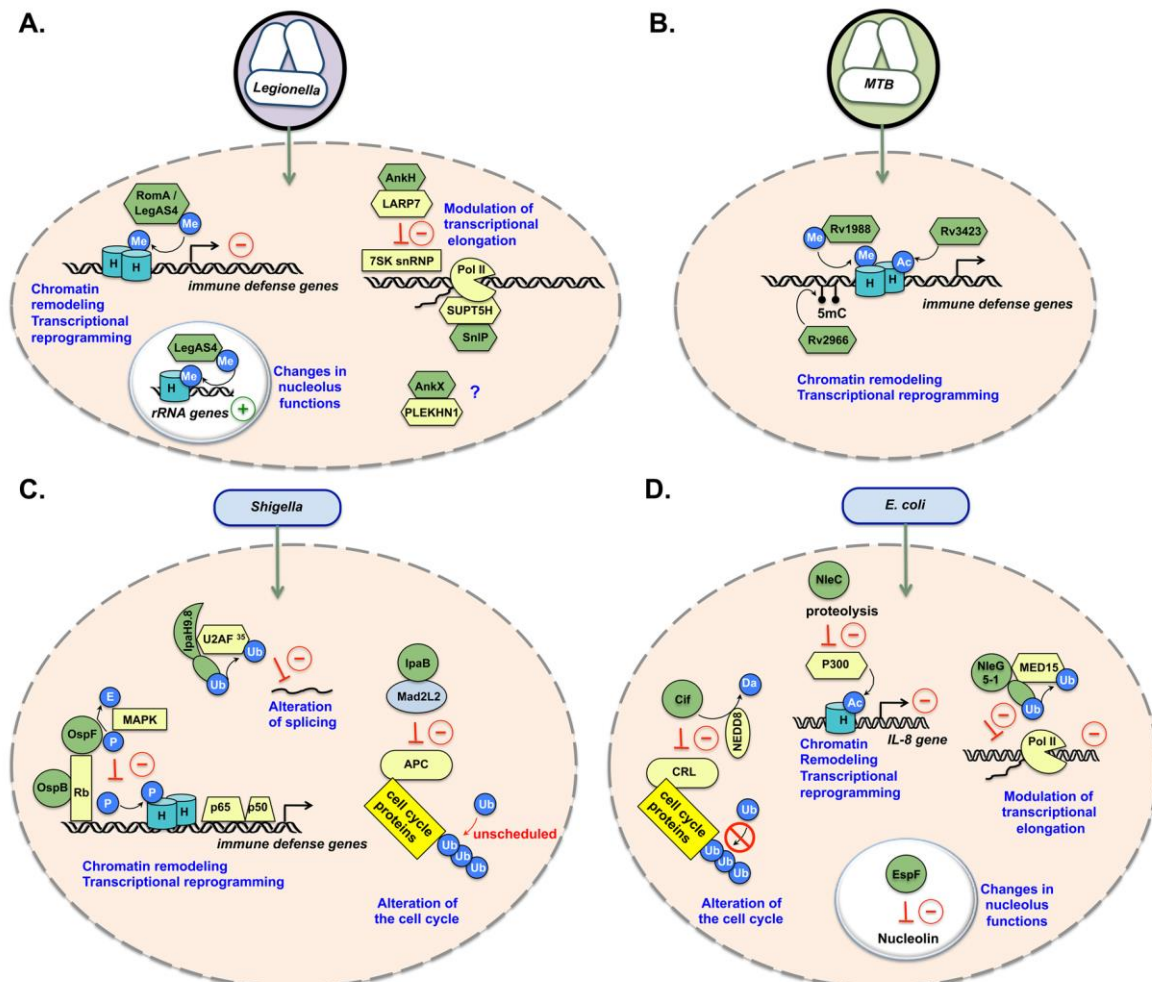 A.
Legionella
RomA /
LegAS4
Me
Me
H
H
immune defense genes
Chromatin
remodeling
Transcriptional
reprogramming
LegAS4
Me
Me
H
rRNA genes
Changes in
nucleolus
functions
AnkH
LARP7
Modulation of
transcriptional
elongation
7SK snRNP
Pol II
SUPT5H
SnIP
AnkX
PLEKHN1
?
B.
MTB
Me
Rv1988
Rv3423
Me
Ac
H
H
immune defense genes
5mC
Rv2966
Chromatin remodeling
Transcriptional reprogramming
C.
Shigella
IpaH9.8
U2AF 35
Ub
Ub
Alteration
of splicing
E
MAPK
OspF
P
OspB
Rb
P
P
H
H
p65
p50
immune defense genes
Chromatin remodeling
Transcriptional reprogramming
IpaB
Mad2L2
APC
cell cycle
proteins
Ub
unscheduled
Ub
Ub
Ub
Alteration of
the cell cycle
D.
E. coli
NleC
proteolysis
P300
Ac
H
IL-8 gene
Chromatin
Remodeling
Transcriptional
reprogramming
Cif
Da
NEDD8
CRL
cell cycle
proteins
Ub
Ub
Ub
Ub
Alteration of
the cell cycle
NleG
5-1
MED15
Ub
Ub
Pol II
Modulation of
transcriptional
elongation
EspF
Nucleolin
Changes in
nucleolus
functions